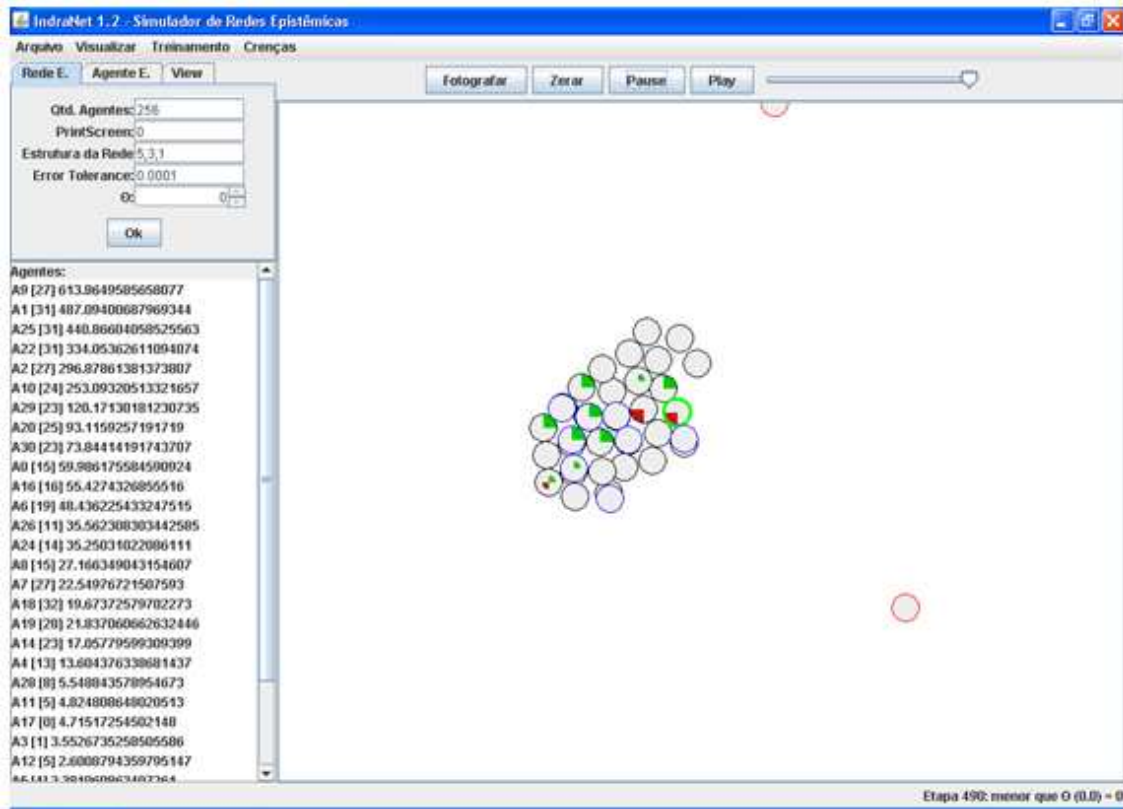 IndraNet 1.2 - Simulador de Redes Epistêmicas
Arquivo Visualizar Treinamento Crenças
Rede E. Agente E. View
Fotografar Zerar Pause Play
Qtd. Agentes: 256
PrintScreen: 0
Estrutura da Rede 5,3,1
Error Tolerance: 0.0001
Θ: 0
Ok
Agentes:
A9 [27] 613.9649585658077
A1 [31] 487.09400687969344
A25 [31] 440.86604058525563
A22 [31] 334.05362611094074
A2 [27] 296.87861381373807
A10 [24] 253.09320513321657
A29 [23] 120.17130181230735
A20 [25] 93.1159257191719
A30 [23] 73.84414191743707
A0 [15] 59.986175584590924
A16 [16] 55.4274326855516
A6 [19] 48.436225433247515
A26 [11] 35.562308303442585
A24 [14] 35.25031022086111
A8 [15] 27.166349043154607
A7 [27] 22.54976721507593
A18 [32] 19.67372579702273
A19 [20] 21.837060662632446
A14 [23] 17.05779599309399
A4 [13] 13.604376338681437
A28 [8] 5.548843578954673
A11 [5] 4.824808648020513
A17 [0] 4.71517254502148
A3 [1] 3.5526735258505586
A12 [5] 2.6008794359795147
Etapa 490: menor que Θ (0.0) = 0